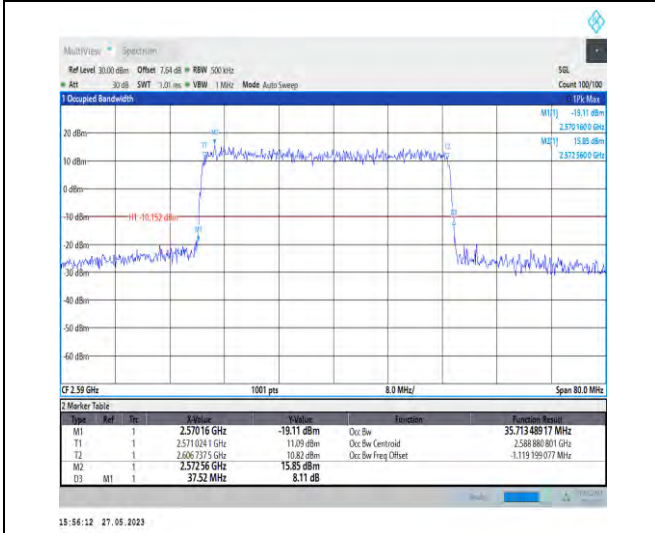 MultiView Spectrum
Ref Level 30.00 dBm Offset 7.64 dB RBW 500 kHz SGL
Att 30 dB SWT 1.01 ms VBW 1 MHz Mode Auto Sweep Count 100/100
1 Occupied Bandwidth 1Pk Max
M1[1] -19.11 dBm
2.5701600 GHz
20 dBm M2 M2[1] 15.85 dBm
T1 T2 2.5725600 GHz
10 dBm
0 dBm
-10 dBm H1 -10.152 dBm D3
M1
-20 dBm
-30 dBm
-40 dBm
-50 dBm
-60 dBm
CF 2.59 GHz 1001 pts 8.0 MHz/ Span 80.0 MHz
2 Marker Table
Type Ref Trc X-Value Y-Value Function Function Result
M1 1 2.57016 GHz -19.11 dBm Occ Bw 35.713 489 17 MHz
T1 1 2.571 024 1 GHz 11.09 dBm Occ Bw Centroid 2.588 880 801 GHz
T2 1 2.606 737 5 GHz 10.82 dBm Occ Bw Freq Offset -1.119 199 077 MHz
M2 1 2.57256 GHz 15.85 dBm
D3 M1 1 37.52 MHz 8.11 dB
15:56:12 27.05.2023